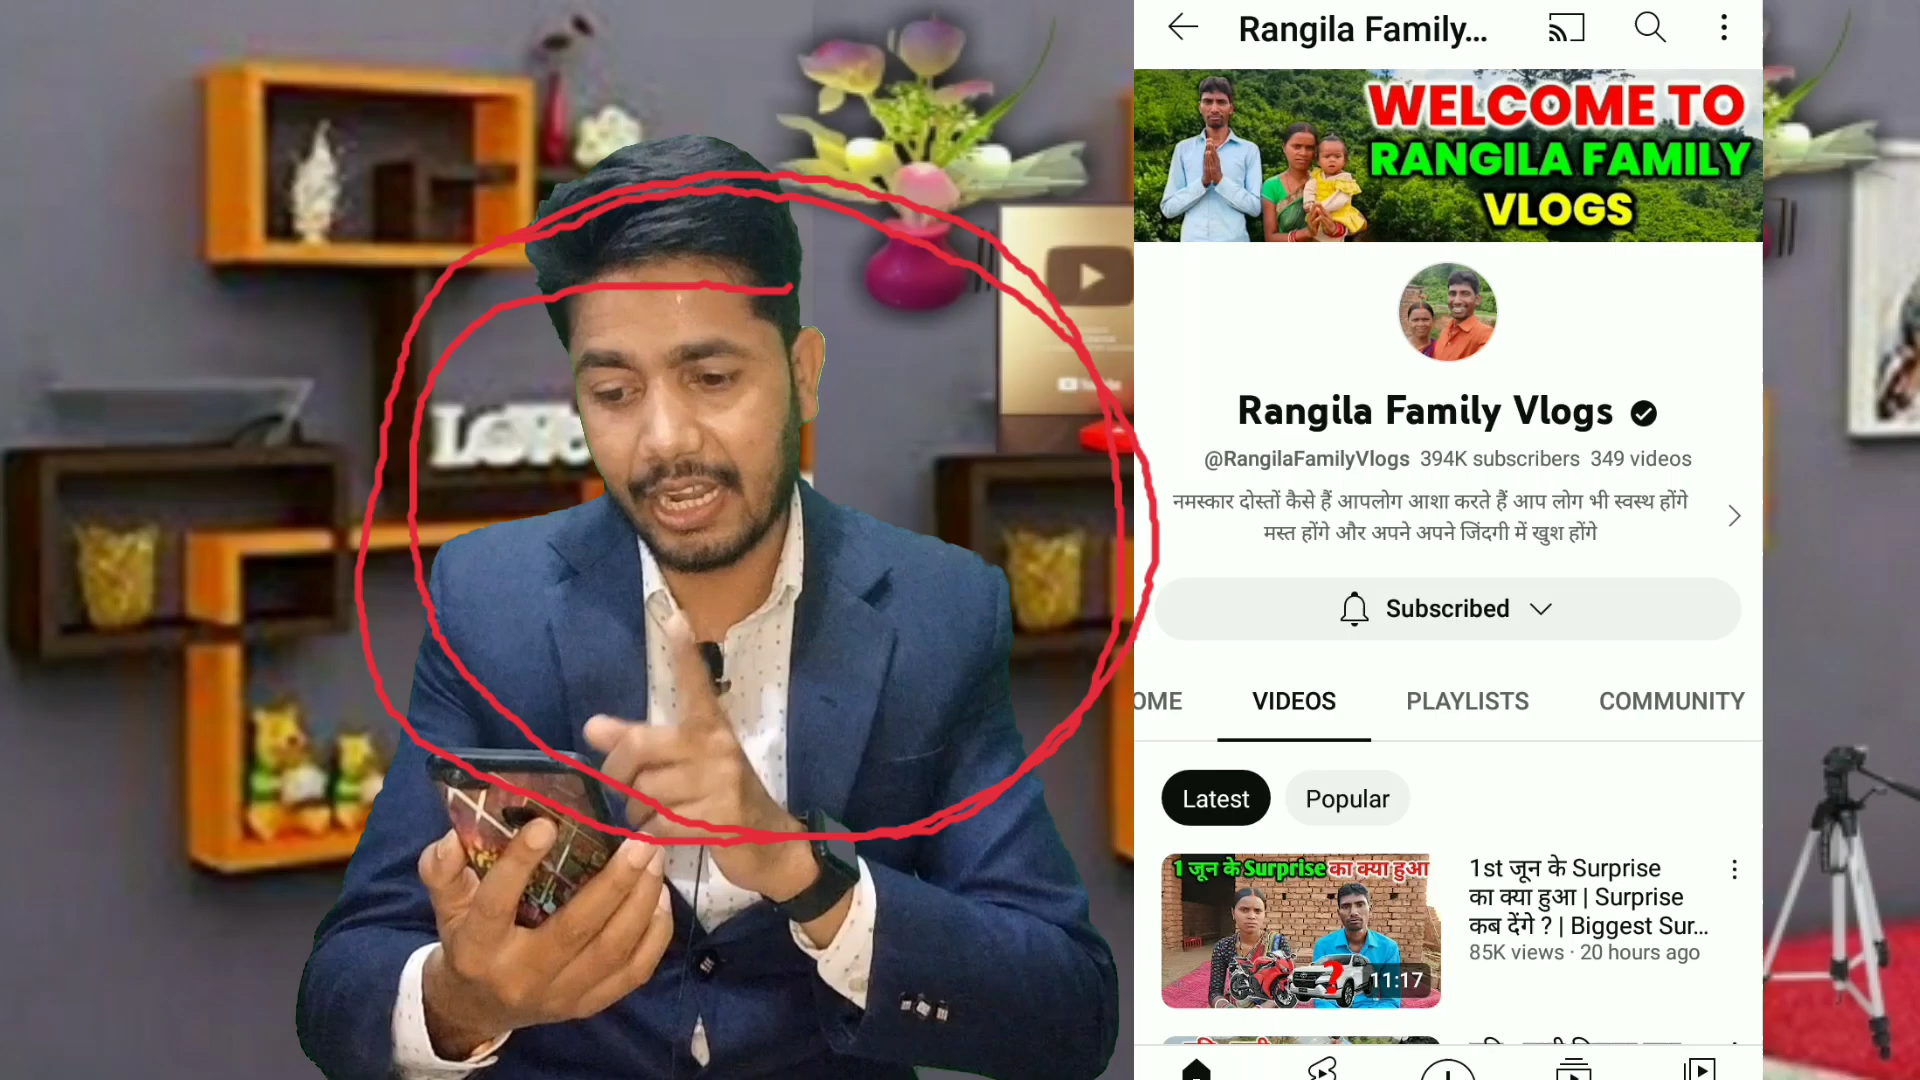 LOVE
YouTube
Rangila Family...
WELCOME TO
RANGILA FAMILY
VLOGS
Rangila Family Vlogs
@RangilaFamilyVlogs 394K subscribers 349 videos
नमस्कार दोस्तों कैसे हैं आपलोग आशा करते हैं आप लोग भी स्वस्थ होंगे
मस्त होंगे और अपने अपने जिंदगी में खुश होंगे
Subscribed
OME VIDEOS PLAYLISTS COMMUNITY
Latest Popular
1 जून के Surprise का क्या हुआ
?
11:17
1st जून के Surprise
का क्या हुआ | Surprise
कब देंगे ? | Biggest Sur...
85K views · 20 hours ago